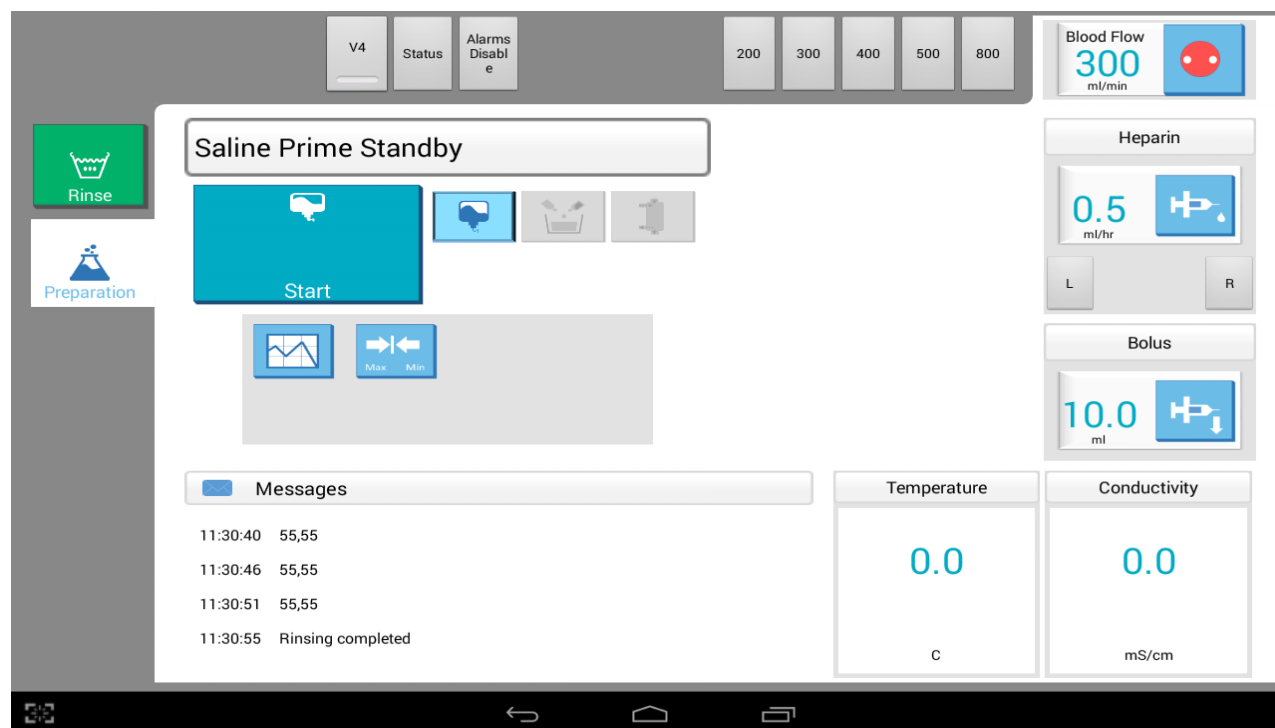 V4
Status
Alarms
Disabl
e
200
300
400
500
800
Blood Flow
300
ml/min
Rinse
Preparation
Saline Prime Standby
Start
Max Min
Heparin
0.5
ml/hr
L
R
Bolus
10.0
ml
Messages
11:30:40 55,55
11:30:46 55,55
11:30:51 55,55
11:30:55 Rinsing completed
Temperature
0.0
C
Conductivity
0.0
mS/cm